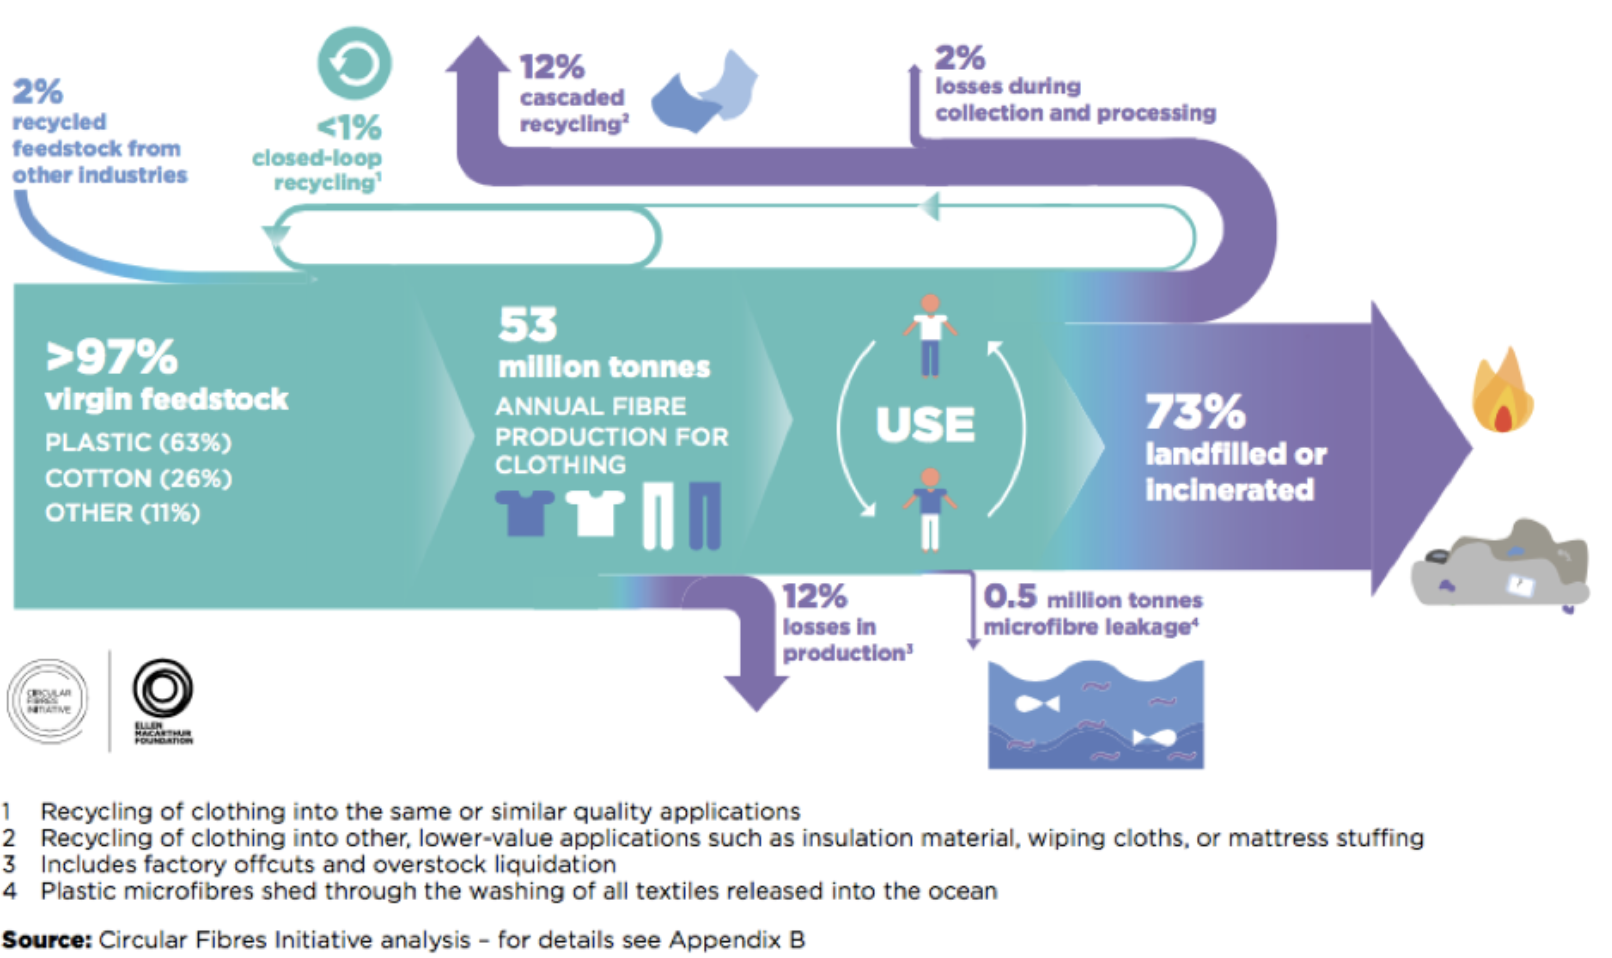 2%
recycled
feedstock from
other industries
<1%
closed-loop
recycling¹
12%
cascaded
recycling²
2%
losses during
collection and processing
>97%
virgin feedstock
PLASTIC (63%)
COTTON (26%)
OTHER (11%)
53
million tonnes
ANNUAL FIBRE
PRODUCTION FOR
CLOTHING
USE
73%
landfilled or
incinerated
12%
losses in
production³
0.5 million tonnes
microfibre leakage⁴
CIRCULAR
FIBRES
INITIATIVE
ELLEN
MACARTHUR
FOUNDATION
1 Recycling of clothing into the same or similar quality applications
2 Recycling of clothing into other, lower-value applications such as insulation material, wiping cloths, or mattress stuffing
3 Includes factory offcuts and overstock liquidation
4 Plastic microfibres shed through the washing of all textiles released into the ocean
Source: Circular Fibres Initiative analysis – for details see Appendix B